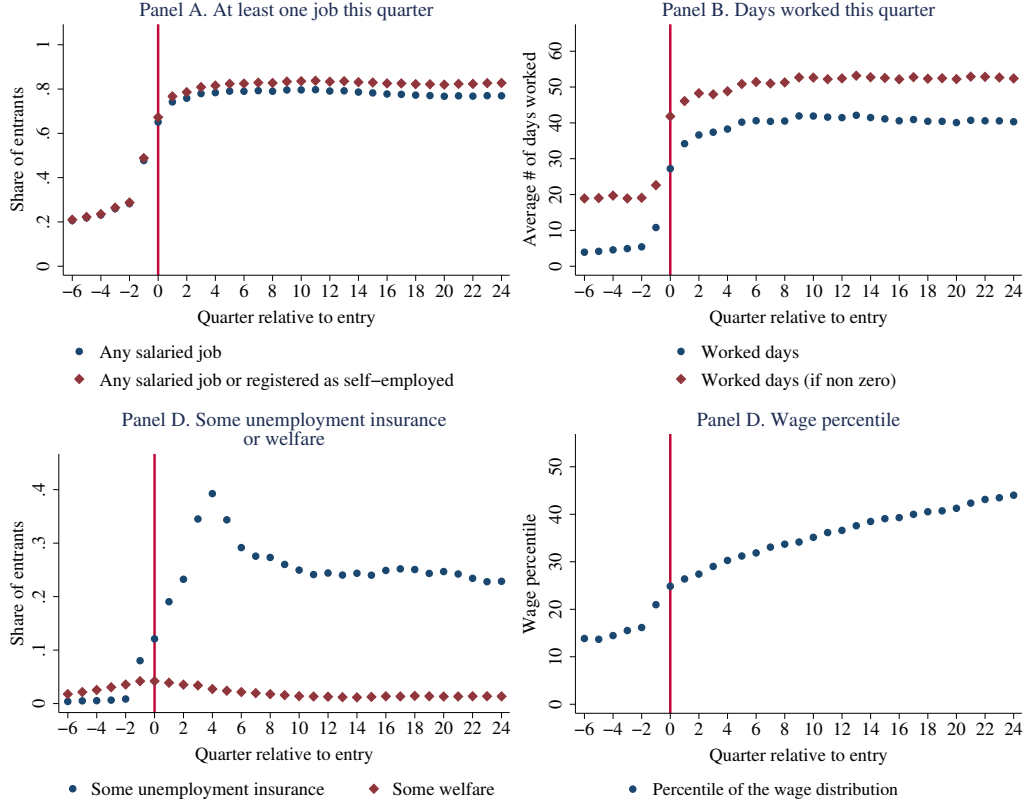 Panel A. At least one job this quarter
Share of entrants
1
.8
.6
.4
.2
0
−6 −4 −2 0 2 4 6 8 10 12 14 16 18 20 22 24
Quarter relative to entry
Any salaried job
Any salaried job or registered as self−employed
Panel B. Days worked this quarter
Average # of days worked
60
50
40
30
20
10
0
−6 −4 −2 0 2 4 6 8 10 12 14 16 18 20 22 24
Quarter relative to entry
Worked days
Worked days (if non zero)
Panel D. Some unemployment insurance
or welfare
Share of entrants
.4
.3
.2
.1
0
−6 −4 −2 0 2 4 6 8 10 12 14 16 18 20 22 24
Quarter relative to entry
Some unemployment insurance
Some welfare
Panel D. Wage percentile
Wage percentile
50
40
30
20
10
0
−6 −4 −2 0 2 4 6 8 10 12 14 16 18 20 22 24
Quarter relative to entry
Percentile of the wage distribution